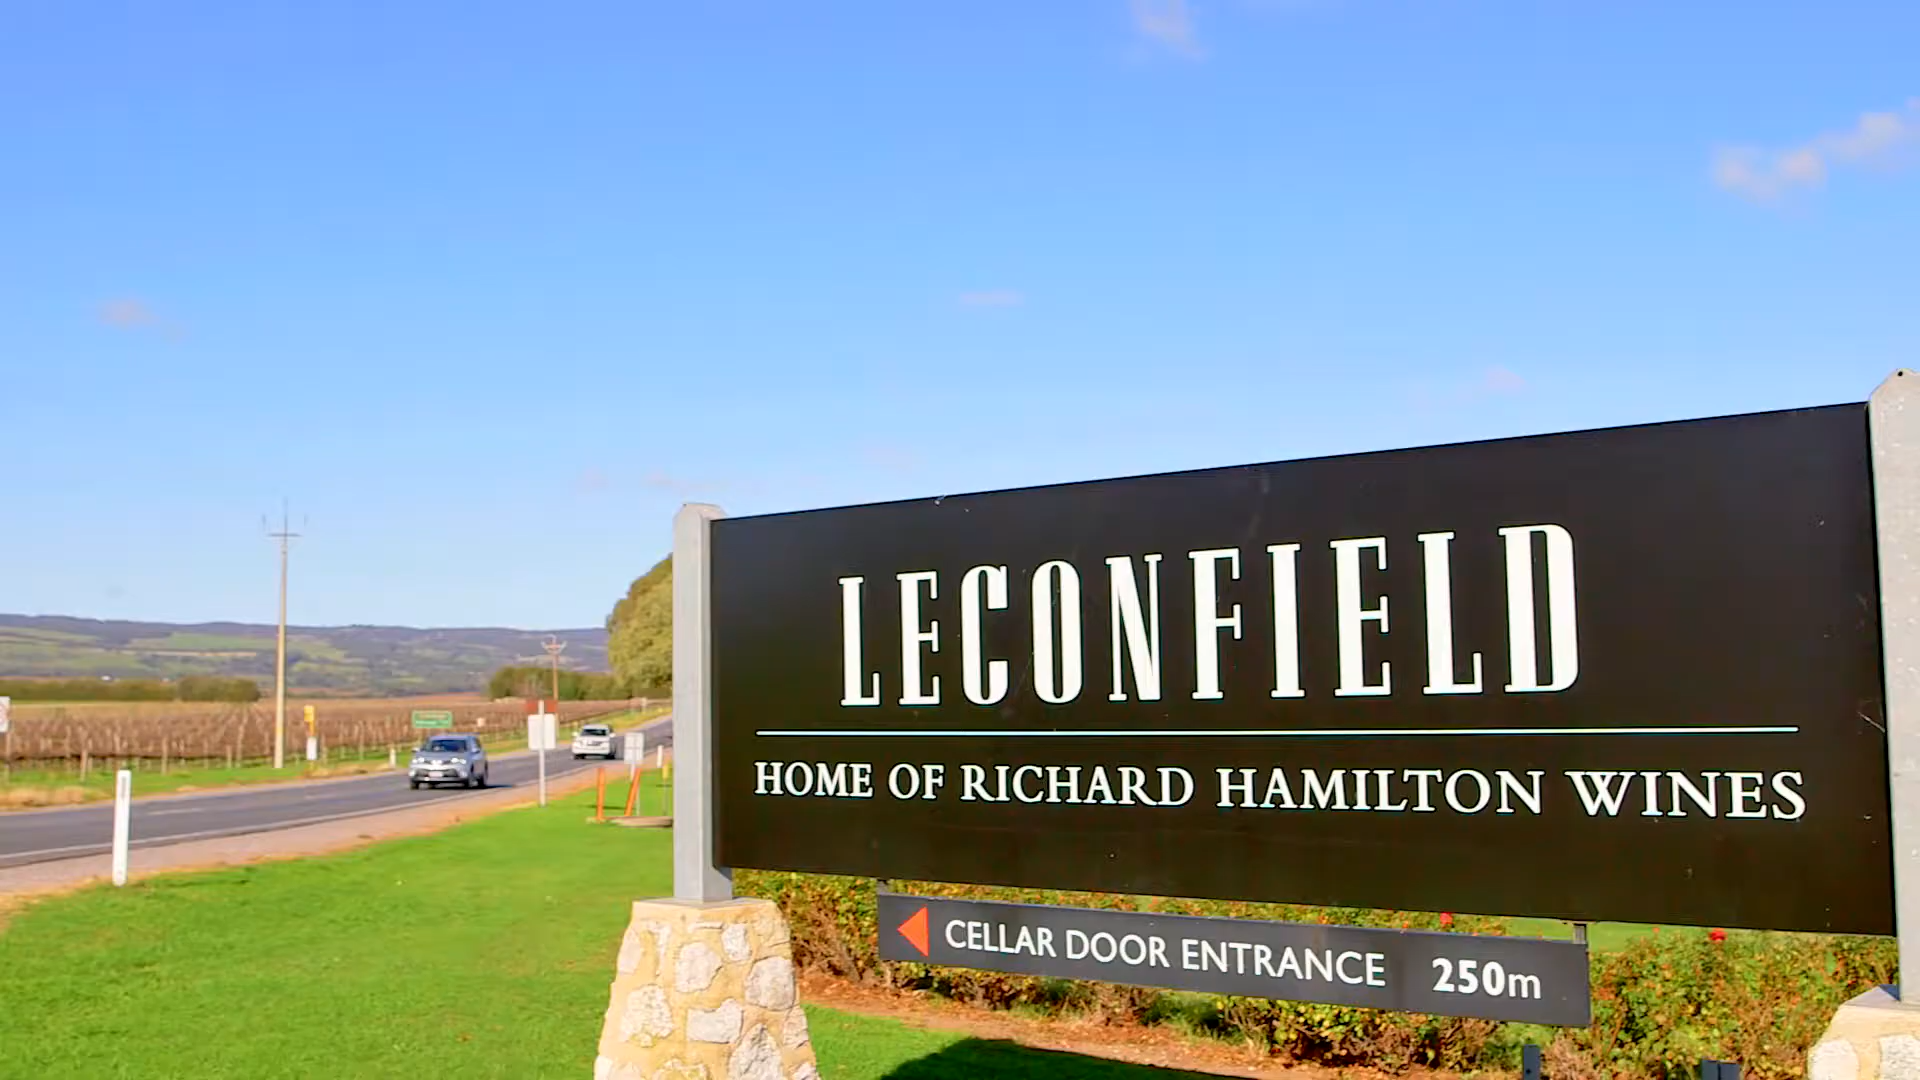 LECONFIELD
HOME OF RICHARD HAMILTON WINES
CELLAR DOOR ENTRANCE 250m